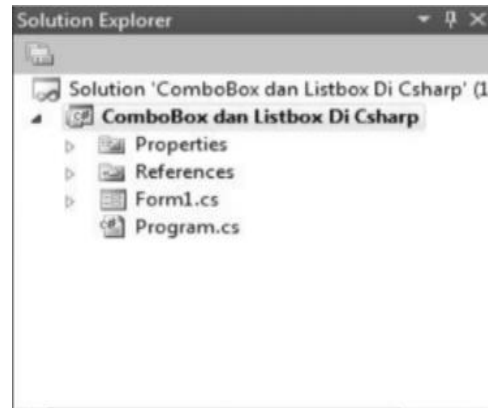 Solution Explorer
Solution 'ComboBox dan Listbox Di Csharp' (1
ComboBox dan Listbox Di Csharp
Properties
References
Form1.cs
Program.cs